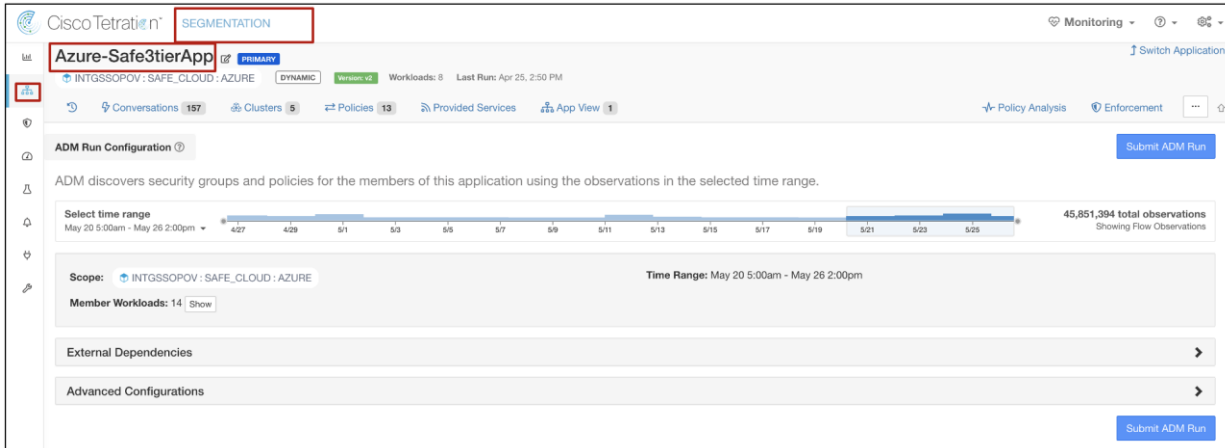 Cisco Tetration™ SEGMENTATION Monitoring
Azure-Safe3tierApp PRIMARY Switch Application
INTGSSOPOV : SAFE_CLOUD : AZURE DYNAMIC Version: v2 Workloads: 8 Last Run: Apr 25, 2:50 PM
Conversations 157 Clusters 5 Policies 13 Provided Services App View 1 Policy Analysis Enforcement ...
ADM Run Configuration ? Submit ADM Run
ADM discovers security groups and policies for the members of this application using the observations in the selected time range.
Select time range 45,851,394 total observations
May 20 5:00am - May 26 2:00pm Showing Flow Observations
4/27 4/29 5/1 5/3 5/5 5/7 5/9 5/11 5/13 5/15 5/17 5/19 5/21 5/23 5/25
Scope: INTGSSOPOV : SAFE_CLOUD : AZURE Time Range: May 20 5:00am - May 26 2:00pm
Member Workloads: 14 Show
External Dependencies
Advanced Configurations
Submit ADM Run